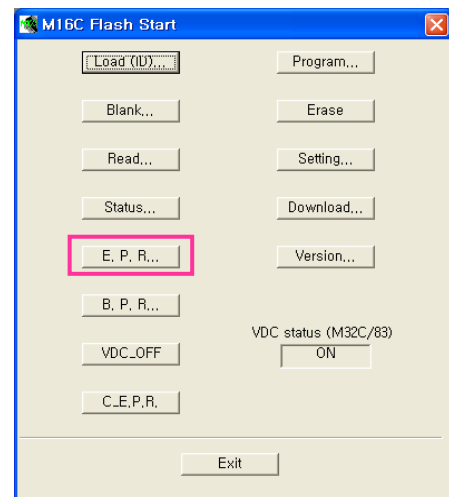 M16C Flash Start
Load (ID)...
Program...
Blank...
Erase
Read...
Setting...
Status...
Download...
E. P. R...
Version...
B. P. R...
VDC status (M32C/83)
VDC_OFF
ON
C_E.P.R.
Exit